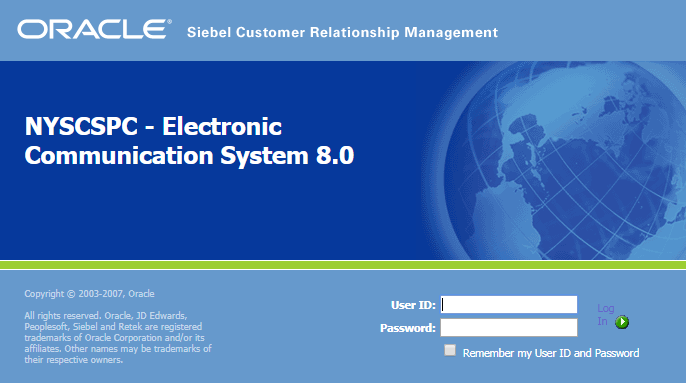 ORACLE® Siebel Customer Relationship Management
NYSCSPC - Electronic
Communication System 8.0
Copyright © 2003-2007, Oracle
All rights reserved. Oracle, JD Edwards,
Peoplesoft, Siebel and Retek are registered
trademarks of Oracle Corporation and/or its
affiliates. Other names may be trademarks of
their respective owners.
User ID:
Password:
Log
In
Remember my User ID and Password